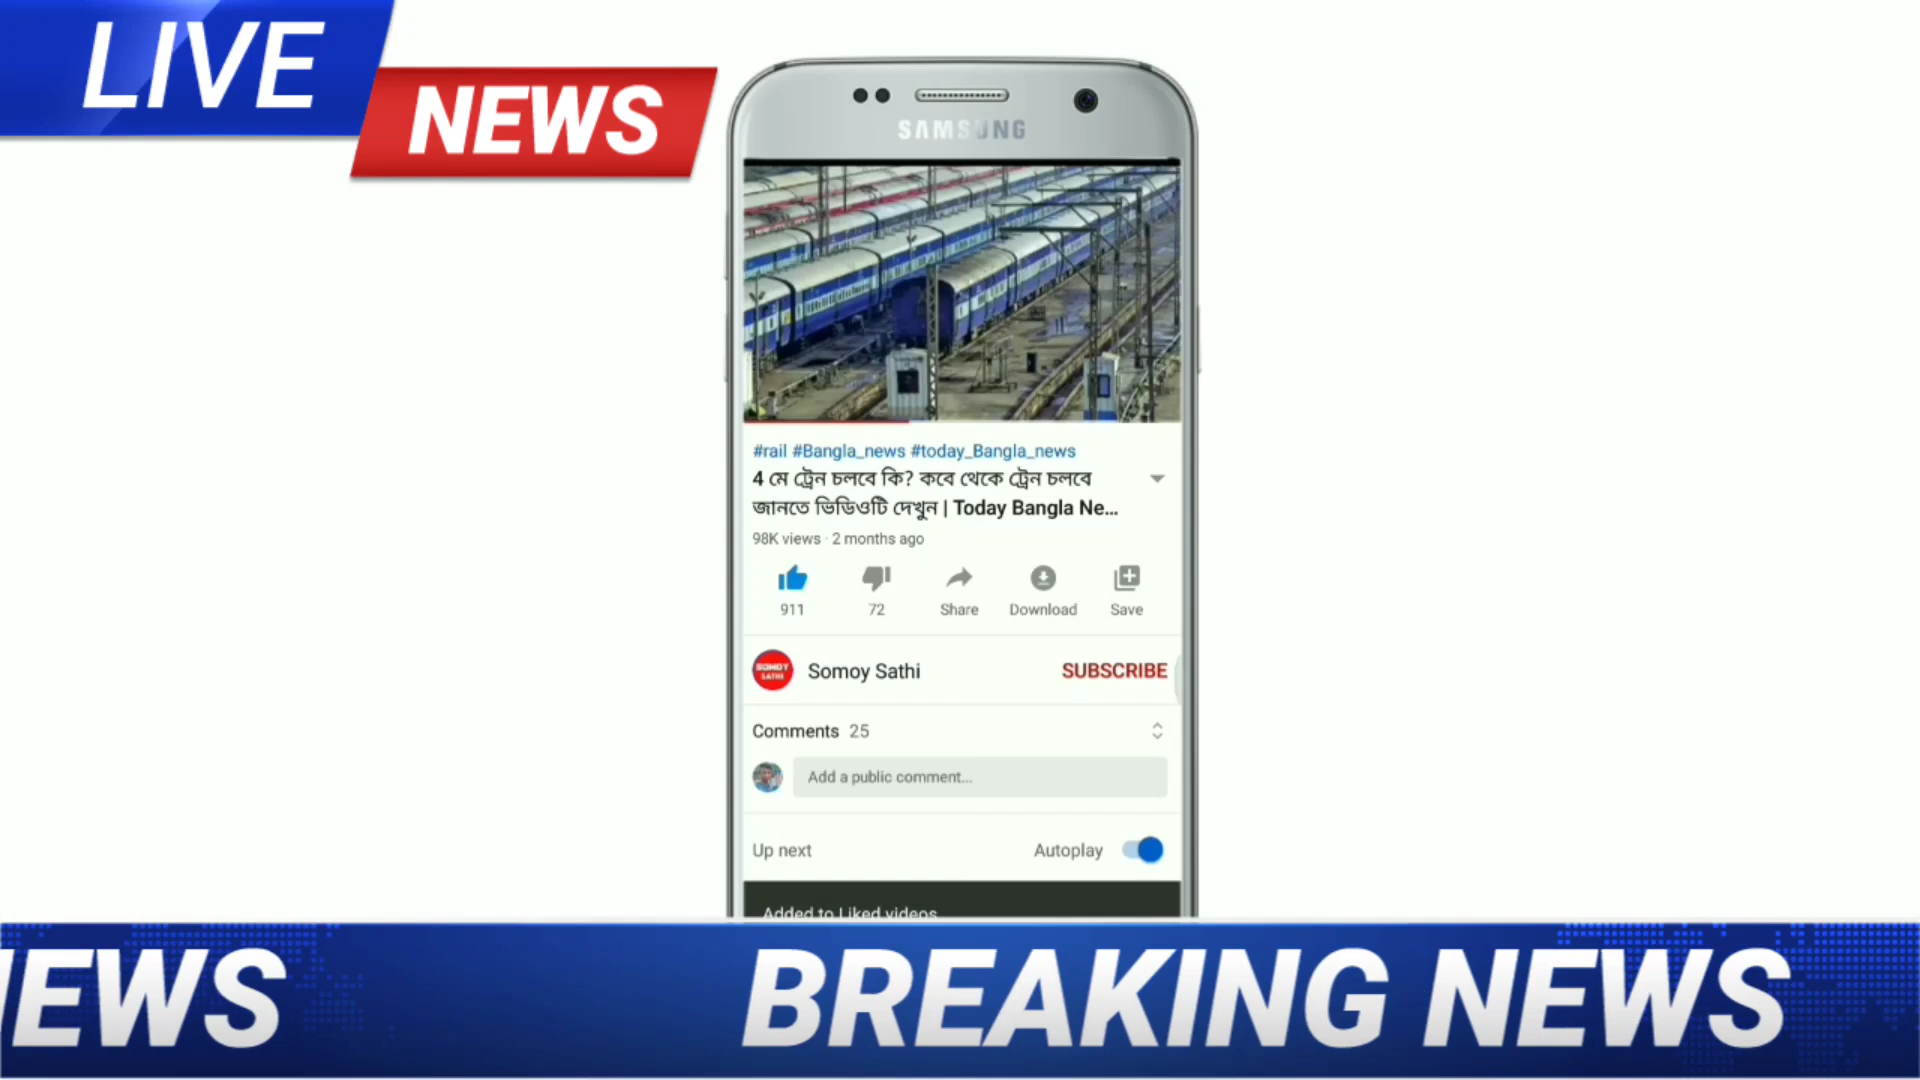 LIVE
NEWS
SAMSUNG
#rail #Bangla_news #today_Bangla_news
4 মে ট্রেন চলবে কি? কবে থেকে ট্রেন চলবে
জানতে ভিডিওটি দেখুন | Today Bangla Ne...
98K views · 2 months ago
911
72
Share
Download
Save
SOMOY
SATHI
Somoy Sathi
SUBSCRIBE
Comments 25
Add a public comment...
Up next
Autoplay
Added to Liked videos
EWS
BREAKING NEWS